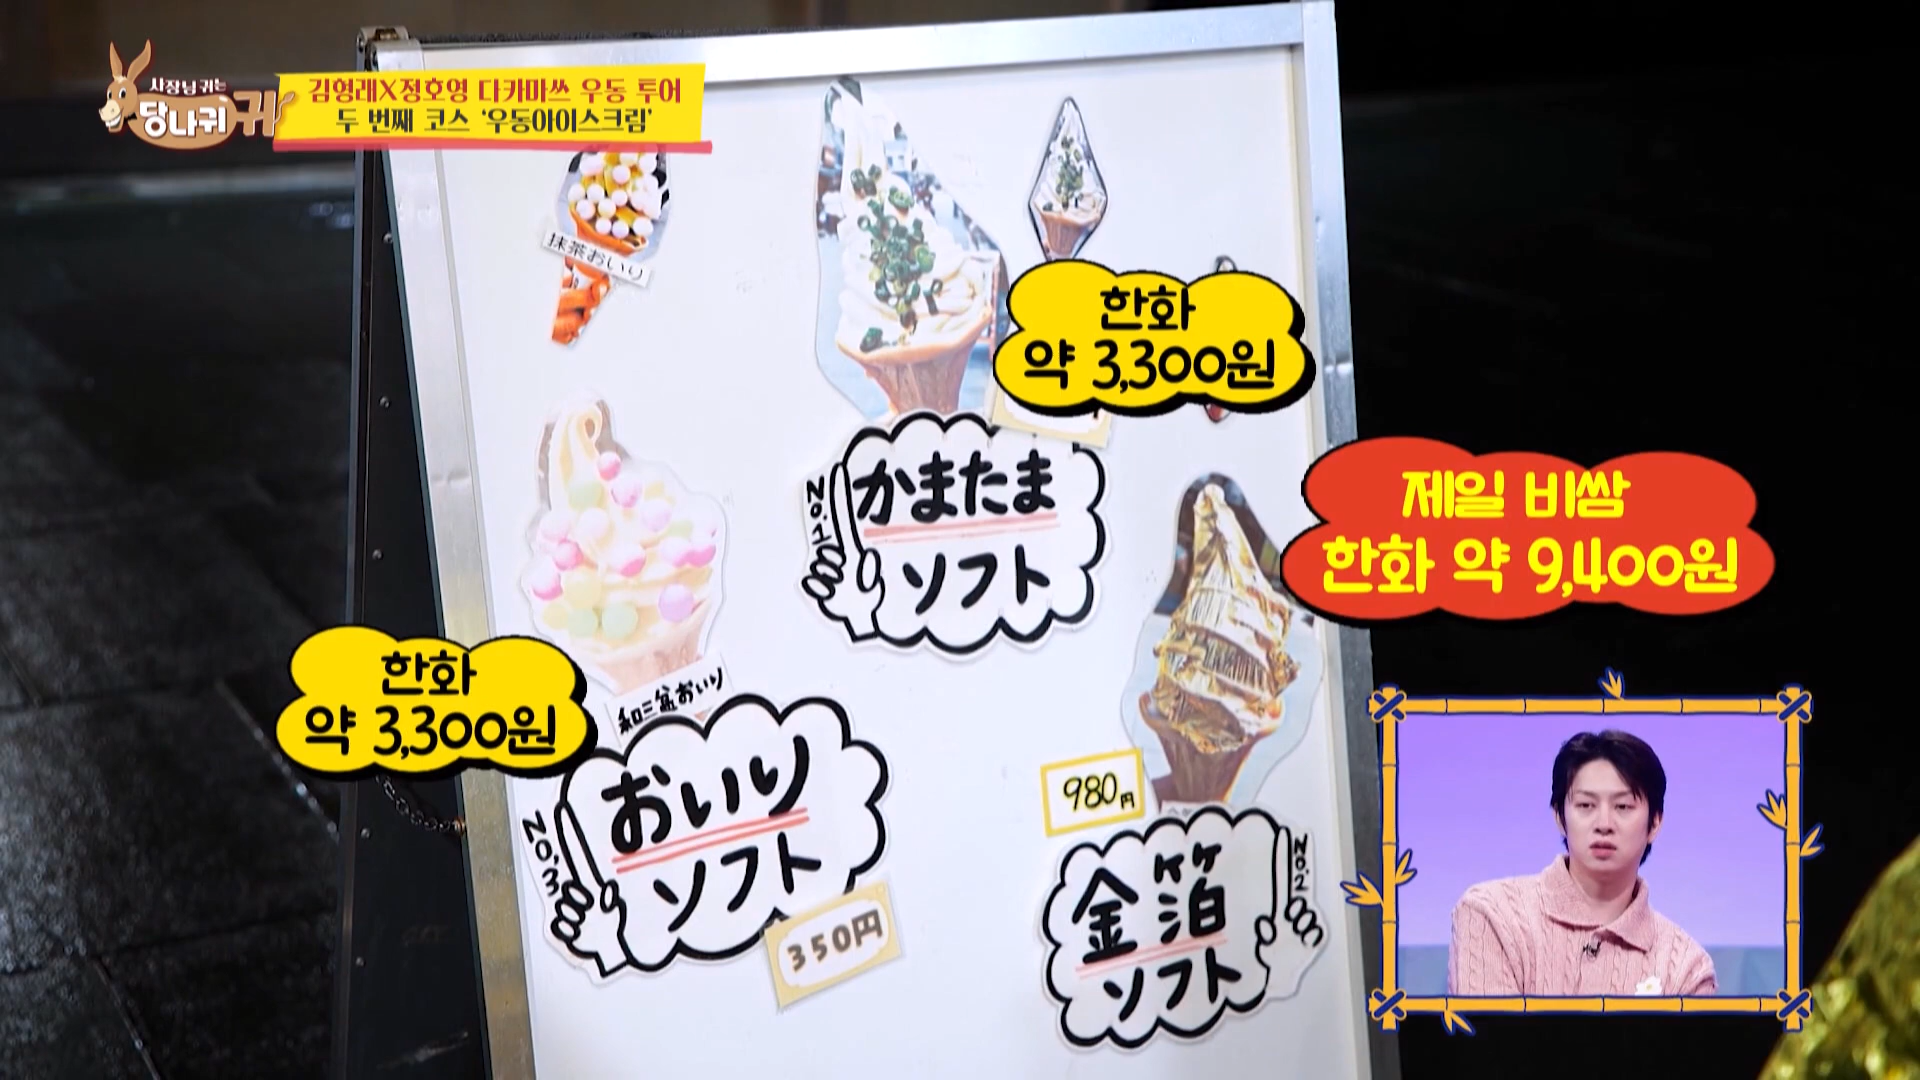 사장님 귀는
당나귀 귀
김형래X정호영 다카마쓰 우동 투어
두 번째 코스 ‘우동아이스크림’
抹茶おいり
한화
약 3,300원
No.1
かまたま
ソフト
제일 비쌈
한화 약 9,400원
한화
약 3,300원
和三盆おいり
No.3
おいり
ソフト
350円
980円
No.2
金箔
ソフト